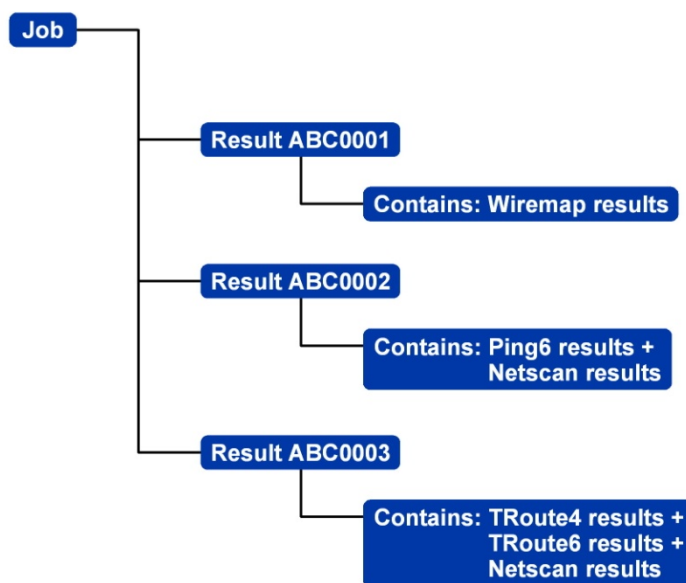 Job
Result ABC0001
Contains: Wiremap results
Result ABC0002
Contains: Ping6 results +
Netscan results
Result ABC0003
Contains: TRoute4 results +
TRoute6 results +
Netscan results